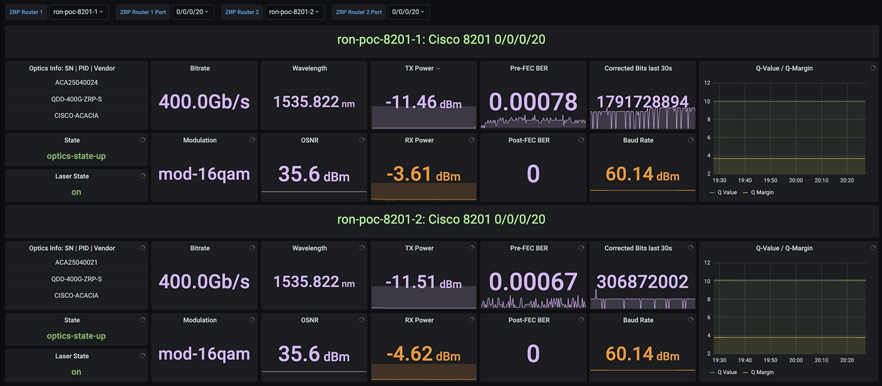 ZRP Router 1 ron-poc-8201-1 ZRP Router 1 Port 0/0/0/20 ZRP Router 2 ron-poc-8201-2 ZRP Router 2 Port 0/0/0/20
ron-poc-8201-1: Cisco 8201 0/0/0/20
Optics Info: SN | PID | Vendor
ACA25040024
QDD-400G-ZRP-S
CISCO-ACACIA
Bitrate
400.0Gb/s
Wavelength
1535.822 nm
TX Power
-11.46 dBm
Pre-FEC BER
0.00078
Corrected Bits last 30s
1791728894
Q-Value / Q-Margin
12
10
8
6
4
2
19:30 19:40 19:50 20:00 20:10 20:20
Q Value Q Margin
State
optics-state-up
Laser State
on
Modulation
mod-16qam
OSNR
35.6 dBm
RX Power
-3.61 dBm
Post-FEC BER
0
Baud Rate
60.14 dBm
ron-poc-8201-2: Cisco 8201 0/0/0/20
Optics Info: SN | PID | Vendor
ACA25040021
QDD-400G-ZRP-S
CISCO-ACACIA
Bitrate
400.0Gb/s
Wavelength
1535.822 nm
TX Power
-11.51 dBm
Pre-FEC BER
0.00067
Corrected Bits last 30s
306872002
Q-Value / Q-Margin
12
10
8
6
4
2
19:30 19:40 19:50 20:00 20:10 20:20
Q Value Q Margin
State
optics-state-up
Laser State
on
Modulation
mod-16qam
OSNR
35.6 dBm
RX Power
-4.62 dBm
Post-FEC BER
0
Baud Rate
60.14 dBm